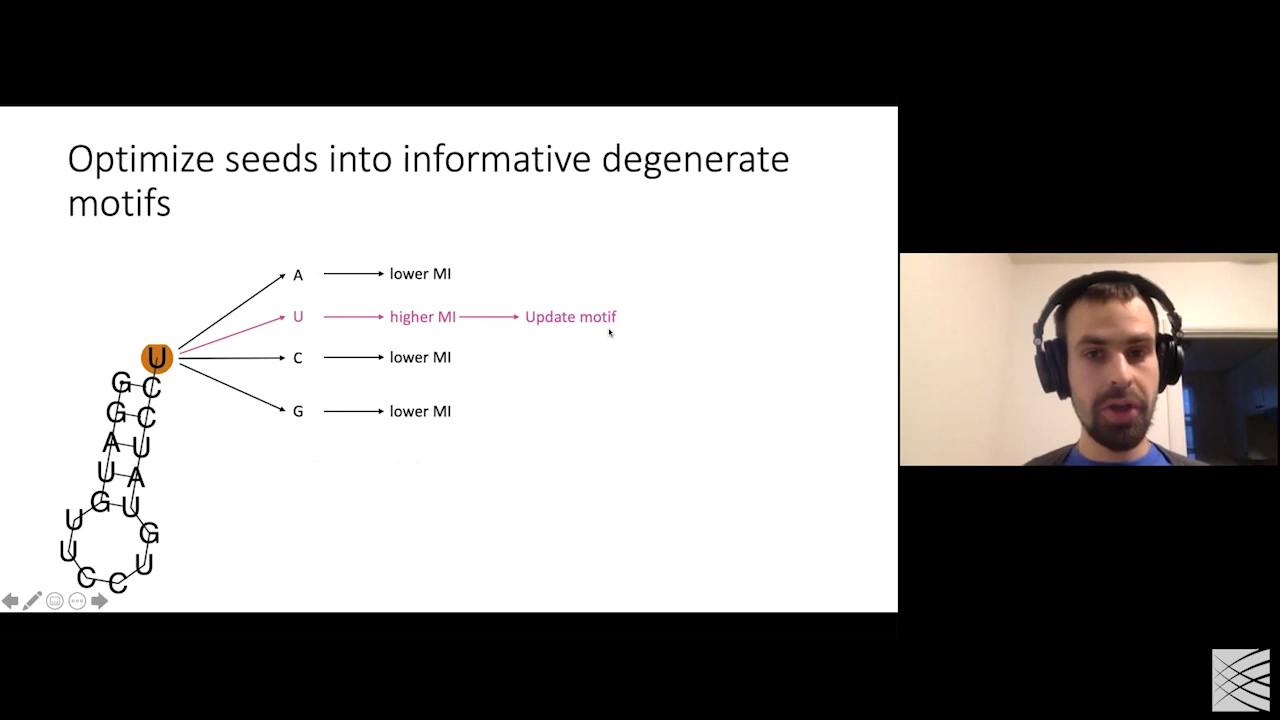 Optimize seeds into informative degenerate
motifs
A lower MI
U higher MI Update motif
C lower MI
G lower MI
U
G C
G C
A U
U A
G U
U G
U U
C C